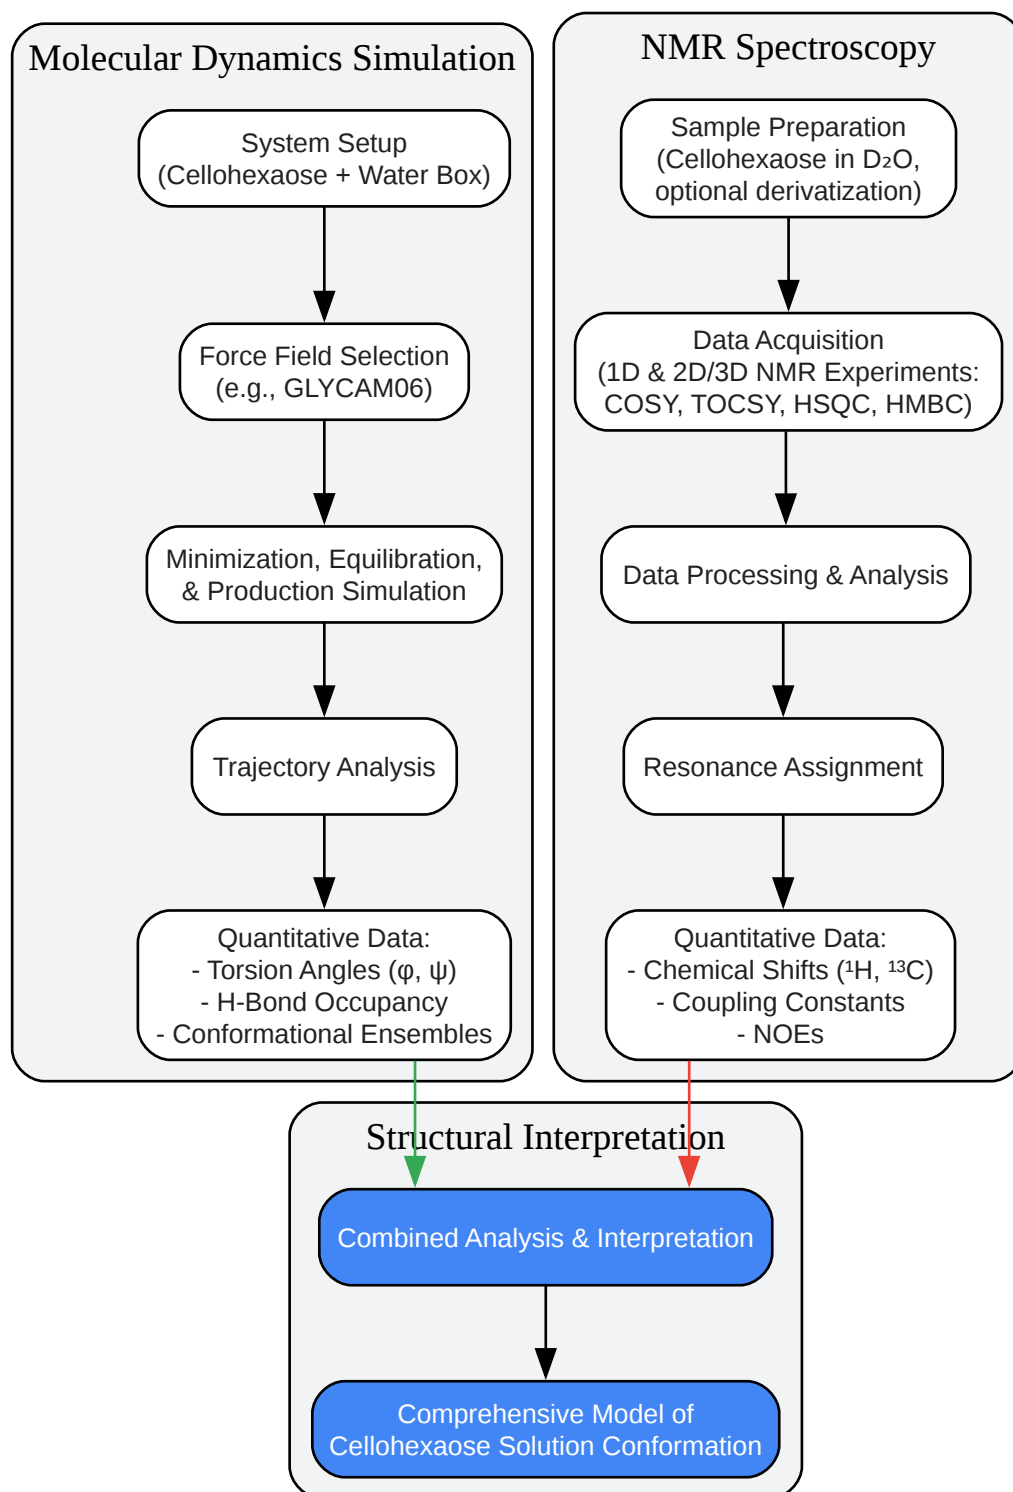 Molecular Dynamics Simulation
System Setup
(Cellohexaose + Water Box)
Force Field Selection
(e.g., GLYCAM06)
Minimization, Equilibration,
& Production Simulation
Trajectory Analysis
Quantitative Data:
- Torsion Angles (φ, ψ)
- H-Bond Occupancy
- Conformational Ensembles
NMR Spectroscopy
Sample Preparation
(Cellohexaose in D₂O,
optional derivatization)
Data Acquisition
(1D & 2D/3D NMR Experiments:
COSY, TOCSY, HSQC, HMBC)
Data Processing & Analysis
Resonance Assignment
Quantitative Data:
- Chemical Shifts (¹H, ¹³C)
- Coupling Constants
- NOEs
Structural Interpretation
Combined Analysis & Interpretation
Comprehensive Model of
Cellohexaose Solution Conformation